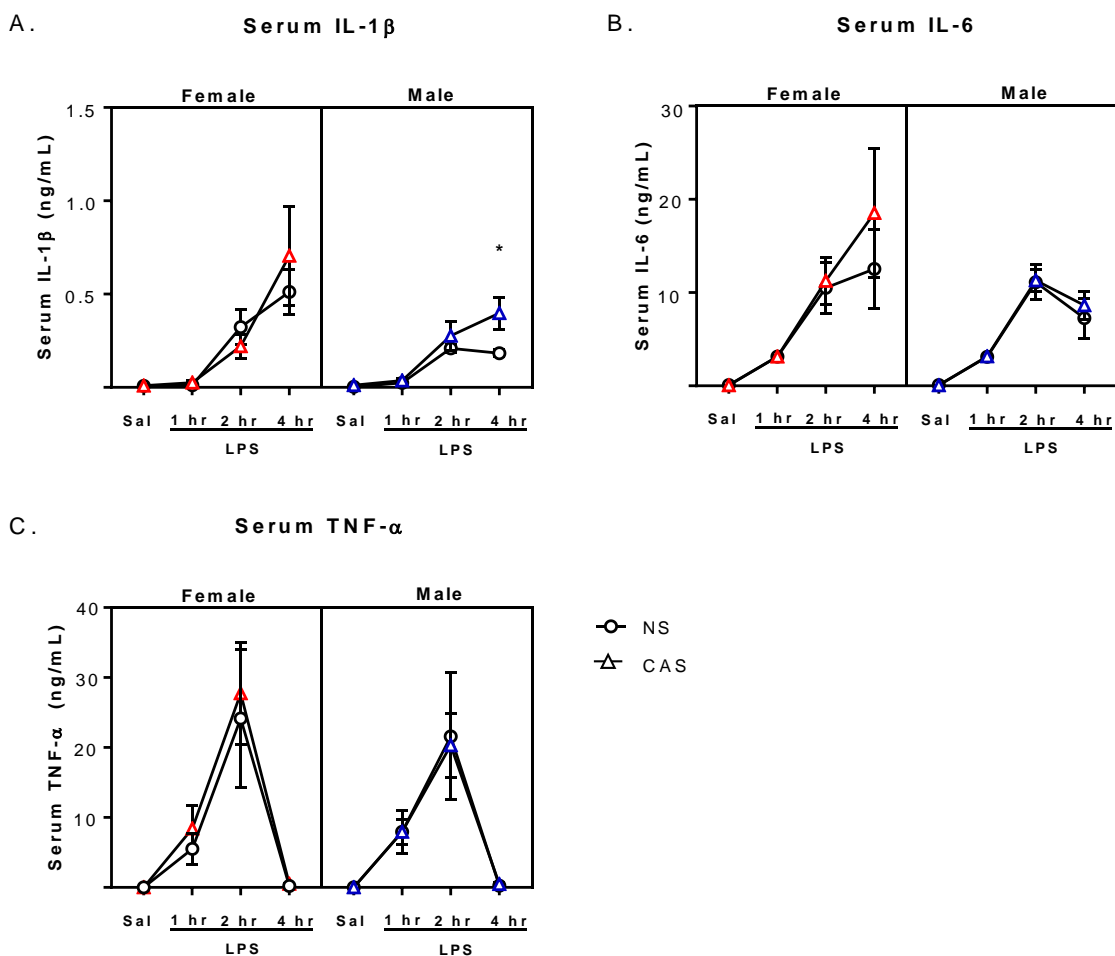 A. Serum IL-1β
Female Male
Serum IL-1β (ng/mL)
1.5
1.0
0.5
Sal 1 hr 2 hr 4 hr Sal 1 hr 2 hr 4 hr
LPS LPS
*
B. Serum IL-6
Female Male
Serum IL-6 (ng/mL)
30
20
10
Sal 1 hr 2 hr 4 hr Sal 1 hr 2 hr 4 hr
LPS LPS
C. Serum TNF-α
Female Male
Serum TNF-α (ng/mL)
40
30
20
10
Sal 1 hr 2 hr 4 hr Sal 1 hr 2 hr 4 hr
LPS LPS
NS
CAS